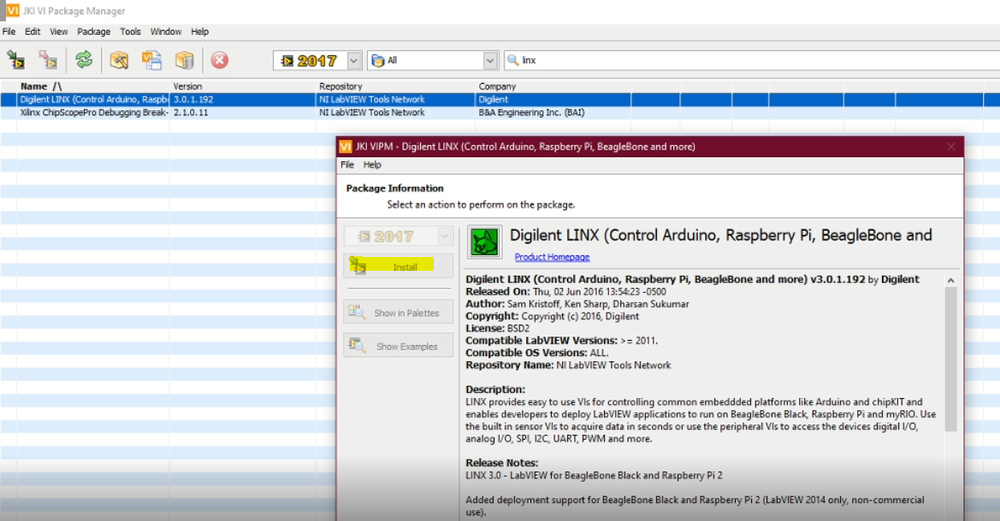 VI JKI VI Package Manager
File Edit View Package Tools Window Help
2017 All linx
Name /\ Version Repository Company
Digilent LINX (Control Arduino, Raspb 3.0.1.192 NI LabVIEW Tools Network Digilent
Xilinx ChipScopePro Debugging Break- 2.1.0.11 NI LabVIEW Tools Network B&A Engineering Inc. (BAI)
VI JKI VIPM - Digilent LINX (Control Arduino, Raspberry Pi, BeagleBone and more)
File Help
Package Information
Select an action to perform on the package.
2017
Install
Show in Palettes
Show Examples
Digilent LINX (Control Arduino, Raspberry Pi, BeagleBone and
Product Homepage
Digilent LINX (Control Arduino, Raspberry Pi, BeagleBone and more) v3.0.1.192 by Digilent
Released On: Thu, 02 Jun 2016 13:54:23 -0500
Author: Sam Kristoff, Ken Sharp, Dharsan Sukumar
Copyright: Copyright (c) 2016, Digilent
License: BSD2
Compatible LabVIEW Versions: >= 2011.
Compatible OS Versions: ALL.
Repository Name: NI LabVIEW Tools Network
Description:
LINX provides easy to use VIs for controlling common embeddded platforms like Arduino and chipKIT and
enables developers to deploy LabVIEW applications to run on BeagleBone Black, Raspberry Pi and myRIO. Use
the built in sensor VIs to acquire data in seconds or use the peripheral VIs to access the devices digital I/O,
analog I/O, SPI, I2C, UART, PWM and more.
Release Notes:
LINX 3.0 - LabVIEW for BeagleBone Black and Raspberry Pi 2
Added deployment support for BeagleBone Black and Raspberry Pi 2 (LabVIEW 2014 only, non-commercial
use).